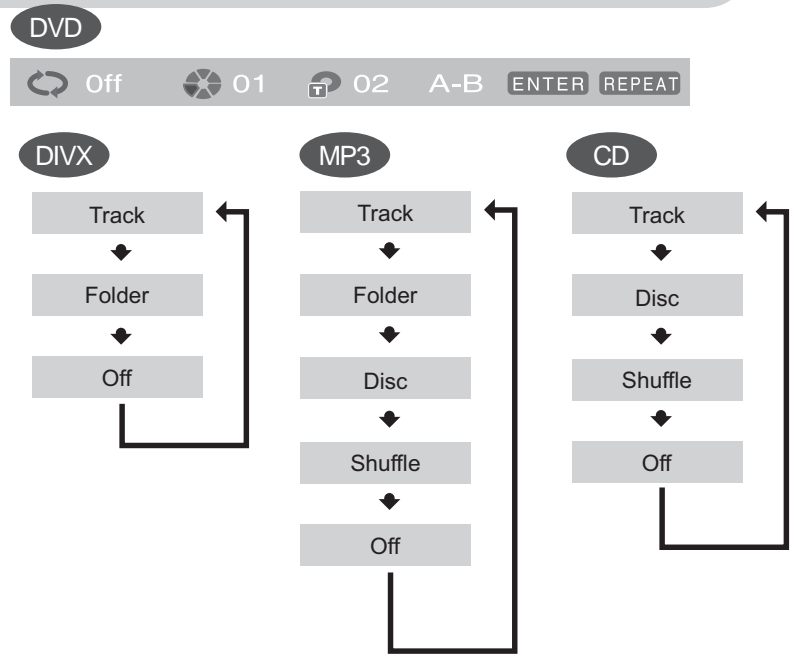 DVD
Off 01 T 02 A-B ENTER REPEAT
DIVX
Track
Folder
Off
MP3
Track
Folder
Disc
Shuffle
Off
CD
Track
Disc
Shuffle
Off